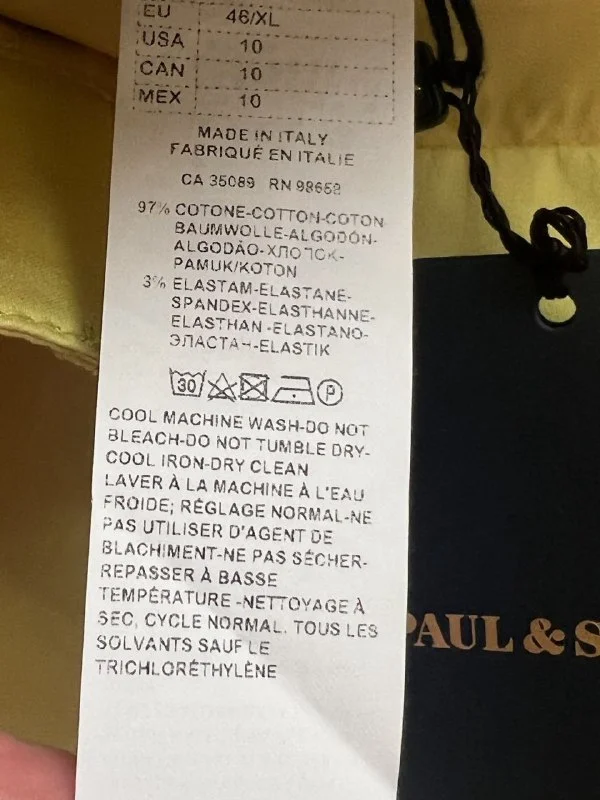 EU 46/XL
USA 10
CAN 10
MEX 10
MADE IN ITALY
FABRIQUÉ EN ITALIE
CA 35089 RN 98658
97% COTONE-COTTON-COTON
BAUMWOLLE-ALGODÓN-
ALGODÃO-ХЛОПОК-
PAMUK/KOTON
3% ELASTAM-ELASTANE-
SPANDEX-ELASTHANNE-
ELASTHAN-ELASTANO-
ЭЛАСТАН-ELASTIK
30 P
COOL MACHINE WASH-DO NOT
BLEACH-DO NOT TUMBLE DRY-
COOL IRON-DRY CLEAN
LAVER À LA MACHINE À L'EAU
FROIDE; RÉGLAGE NORMAL-NE
PAS UTILISER D'AGENT DE
BLACHIMENT-NE PAS SÉCHER-
REPASSER À BASSE
TEMPÉRATURE -NETTOYAGE À
SEC, CYCLE NORMAL. TOUS LES
SOLVANTS SAUF LE
TRICHLORÉTHYLÈNE
PAUL & S